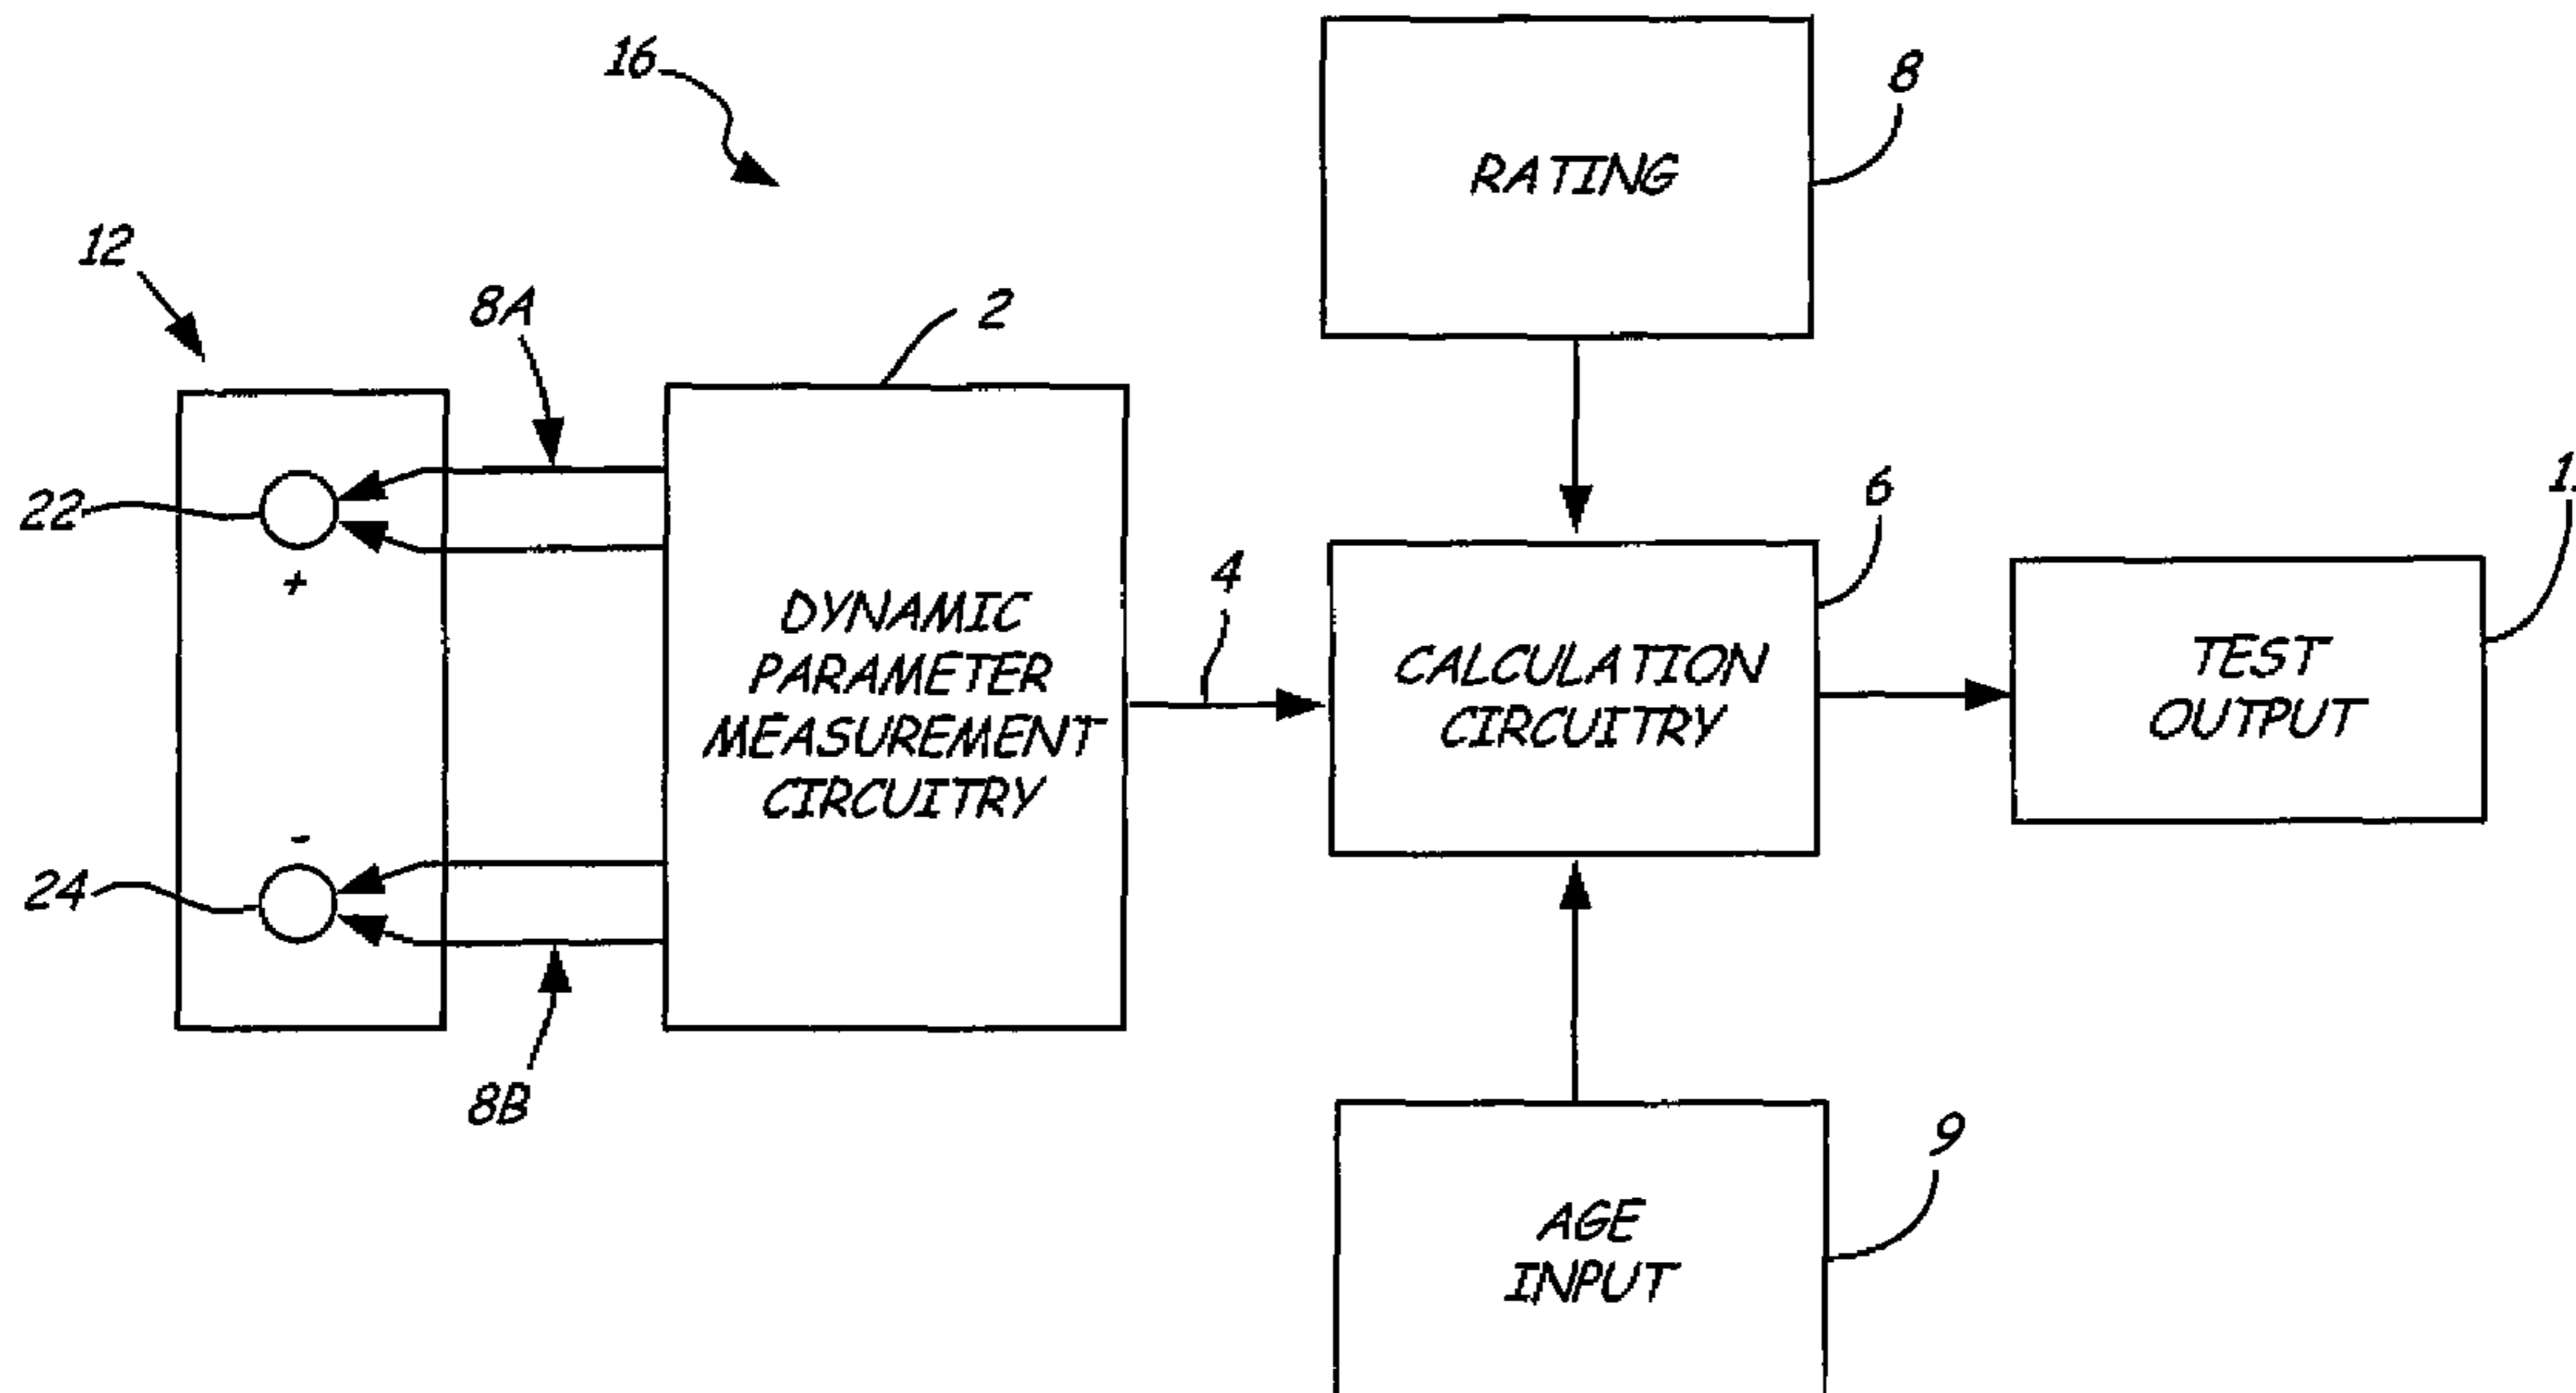 16
8
RATING
12
8A
2
22
+
4
6
DYNAMIC
PARAMETER
MEASUREMENT
CIRCUITRY
CALCULATION
CIRCUITRY
TEST
OUTPUT
-
24
8B
9
AGE
INPUT